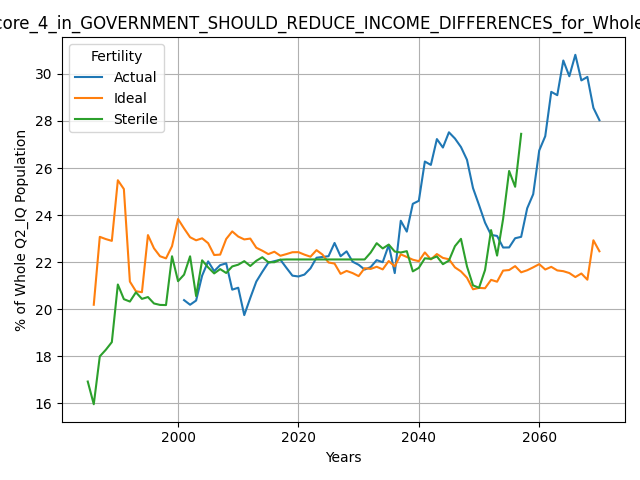 core_4_in_GOVERNMENT_SHOULD_REDUCE_INCOME_DIFFERENCES_for_Whole
Fertility
Actual
Ideal
Sterile
% of Whole Q2_IQ Population
30
28
26
24
22
20
18
16
2000
2020
2040
2060
Years